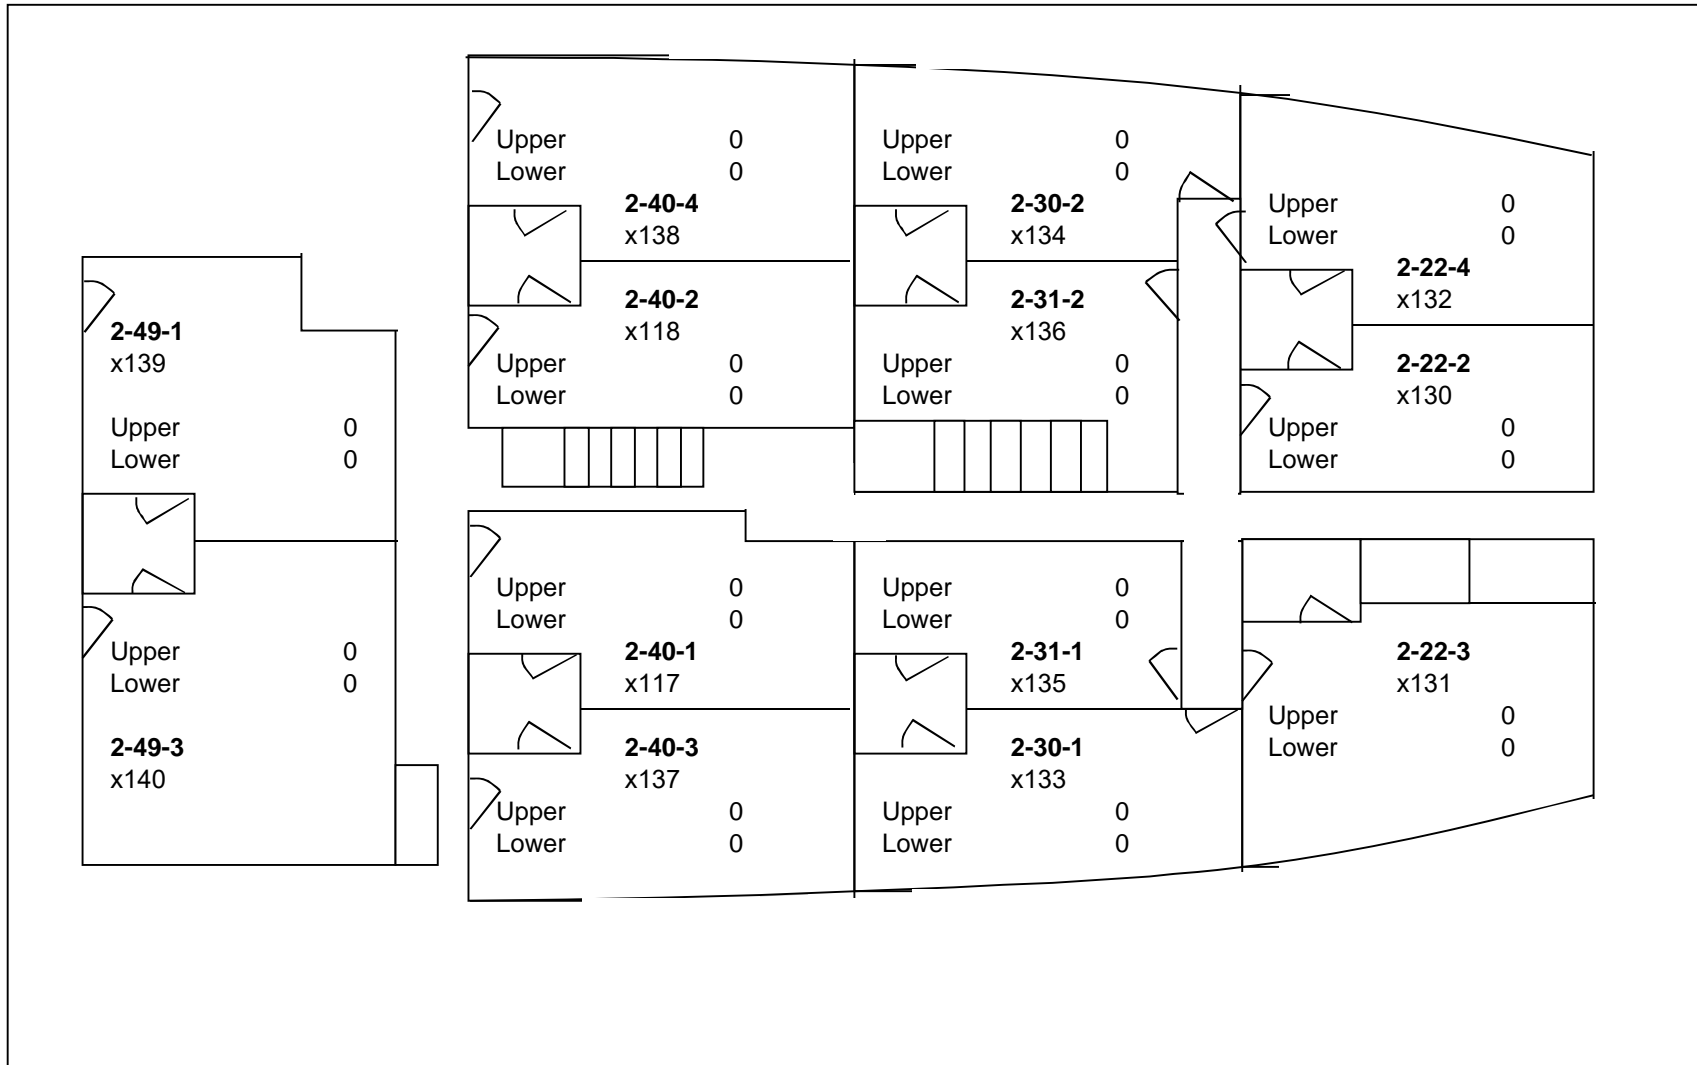 Upper 0
Lower 0
2-40-4
x138
2-40-2
x118
Upper 0
Lower 0
Upper 0
Lower 0
2-30-2
x134
2-31-2
x136
Upper 0
Lower 0
Upper 0
Lower 0
2-22-4
x132
2-22-2
x130
Upper 0
Lower 0
2-49-1
x139
Upper 0
Lower 0
Upper 0
Lower 0
2-49-3
x140
Upper 0
Lower 0
2-40-1
x117
2-40-3
x137
Upper 0
Lower 0
Upper 0
Lower 0
2-31-1
x135
2-30-1
x133
Upper 0
Lower 0
2-22-3
x131
Upper 0
Lower 0